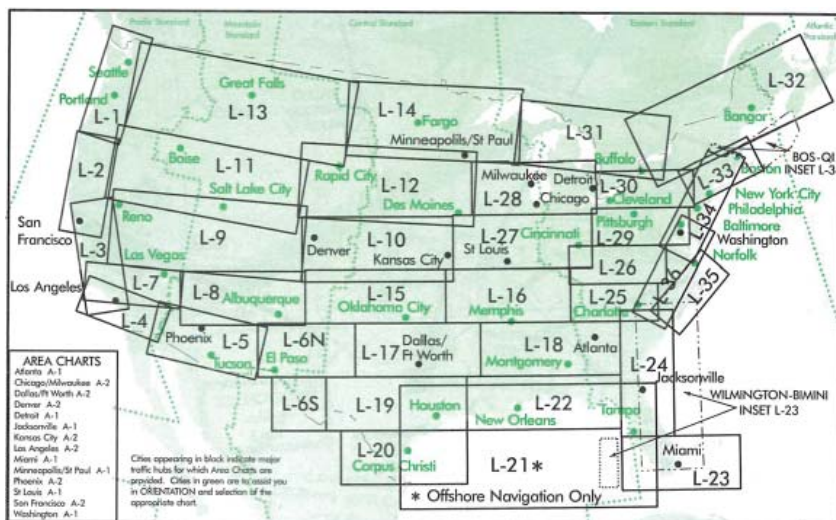 Pacific Standard
Mountain
Standard
Central Standard
Eastern Standard
Atlantic
Standard
Seattle
Portland
L-1
Great Falls
L-13
L-14
Fargo
Minneapolils/St Paul
L-31
L-32
Bangor
L-2
Boise
L-11
Salt Lake City
Rapid City
L-12
Des Moines
Milwaukee
L-28
Chicago
Detroit
Buffalo
L-30
Cleveland
Boston
BOS-QI
INSET L-3
L-33
New York City
Philadelphia
Baltimore
Washington
Norfolk
L-34
San
Francisco
Reno
L-3
L-9
Las Vegas
Denver
L-10
Kansas City
L-27
St Louis
Cincinnati
Pittsburgh
L-29
L-26
L-36
L-35
Los Angeles
L-7
L-4
L-8
Albuquerque
L-15
Oklahoma City
L-16
Memphis
L-25
Charlotte
Phoenix
L-5
Tucson
L-6N
El Paso
L-17
Dallas/
Ft Worth
L-18
Montgomery
Atlanta
L-24
Jacksonville
L-6S
L-19
Houston
L-22
New Orleans
Tampa
WILMINGTON-BIMINI
INSET L-23
L-20
Corpus Christi
L-21*
Miami
L-23
* Offshore Navigation Only
AREA CHARTS
Atlanta A-1
Chicago/Milwaukee A-2
Dallas/Ft Worth A-2
Denver A-2
Detroit A-1
Jacksonville A-1
Kansas City A-2
Los Angeles A-2
Miami A-1
Minneapolis/St Paul A-1
Phoenix A-2
St Louis A-1
San Francisco A-2
Washington A-1
Cities appearing in block indicate major
traffic hubs for which Area Charts are
provided. Cities in green are to assist you
in ORIENTATION and selection of the
appropriate chart.